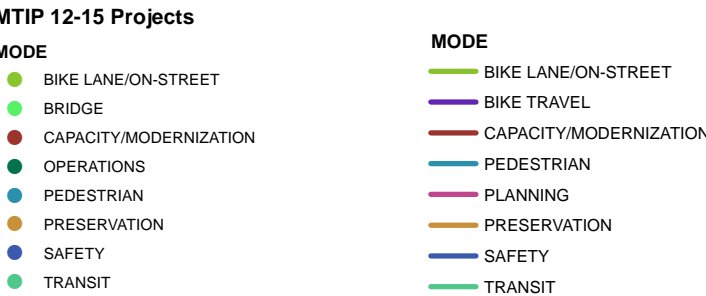 MTIP 12-15 Projects
MODE
BIKE LANE/ON-STREET
BRIDGE
CAPACITY/MODERNIZATION
OPERATIONS
PEDESTRIAN
PRESERVATION
SAFETY
TRANSIT
MODE
BIKE LANE/ON-STREET
BIKE TRAVEL
CAPACITY/MODERNIZATION
PEDESTRIAN
PLANNING
PRESERVATION
SAFETY
TRANSIT